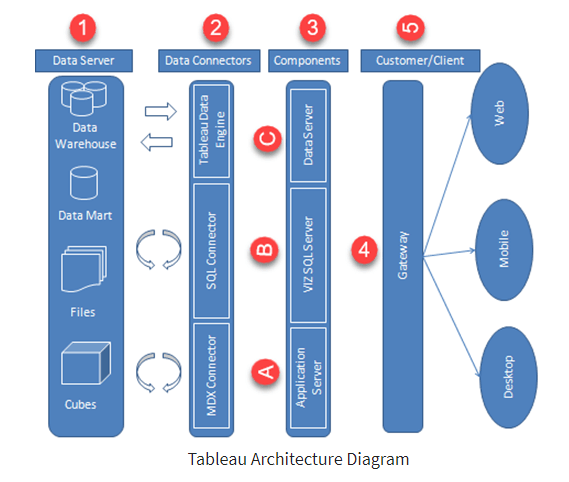 1
2
3
5
Data Server
Data Connectors
Components
Customer/Client
Data
Warehouse
Data Mart
Files
Cubes
Tableau Data
Engine
SQL Connector
MDX Connector
C
B
A
DataServer
VIZ SQL Server
Application
Server
4
Gateway
Web
Mobile
Desktop
Tableau Architecture Diagram